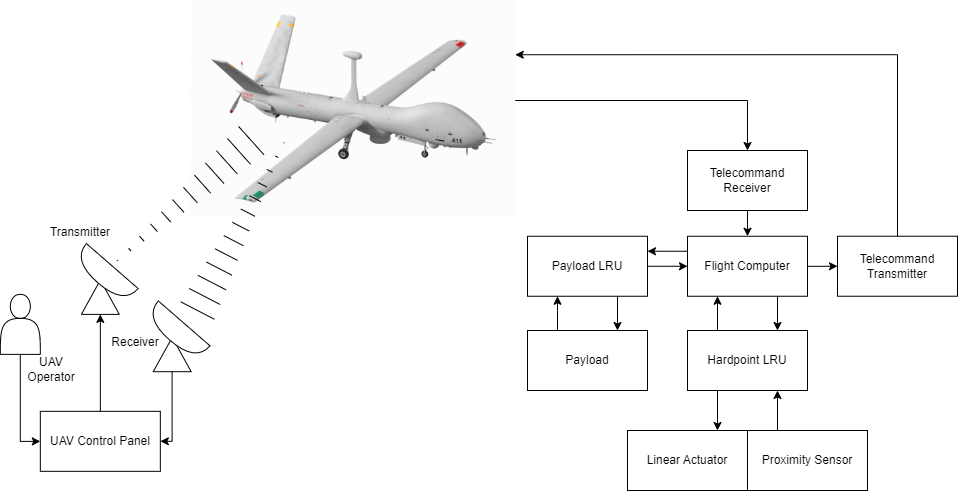 411
Telecommand
Receiver
Transmitter
Payload LRU
Flight Computer
Telecommand
Transmitter
Receiver
UAV
Operator
Payload
Hardpoint LRU
UAV Control Panel
Linear Actuator
Proximity Sensor